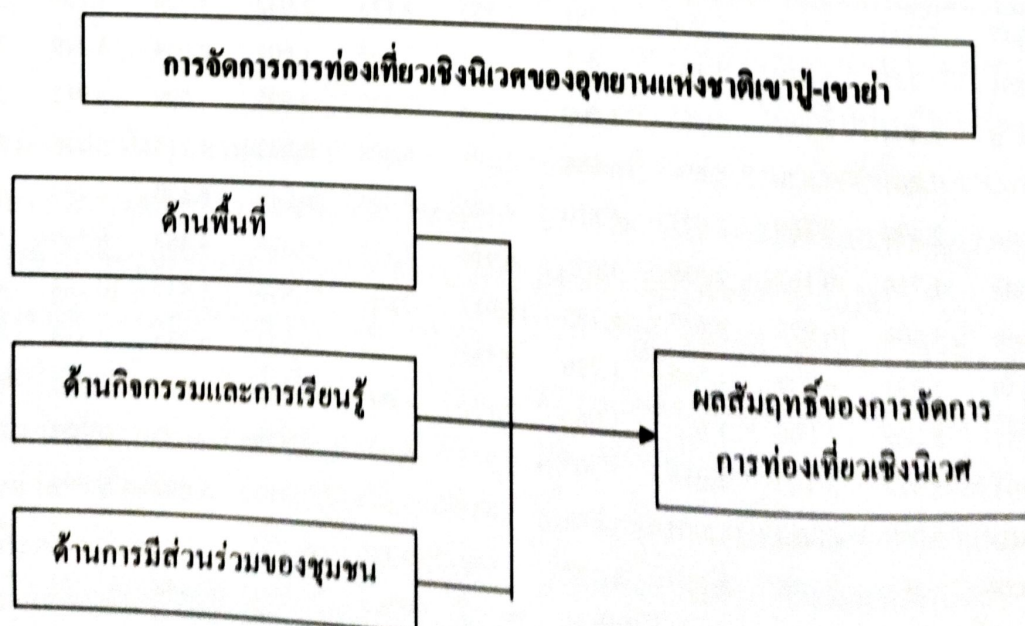 การจัดการการท่องเที่ยวเชิงนิเวศของอุทยานแห่งชาติเขาปู่-เขาย่า
ด้านพื้นที่
ด้านกิจกรรมและการเรียนรู้
ด้านการมีส่วนร่วมของชุมชน
ผลสัมฤทธิ์ของการจัดการ
การท่องเที่ยวเชิงนิเวศ